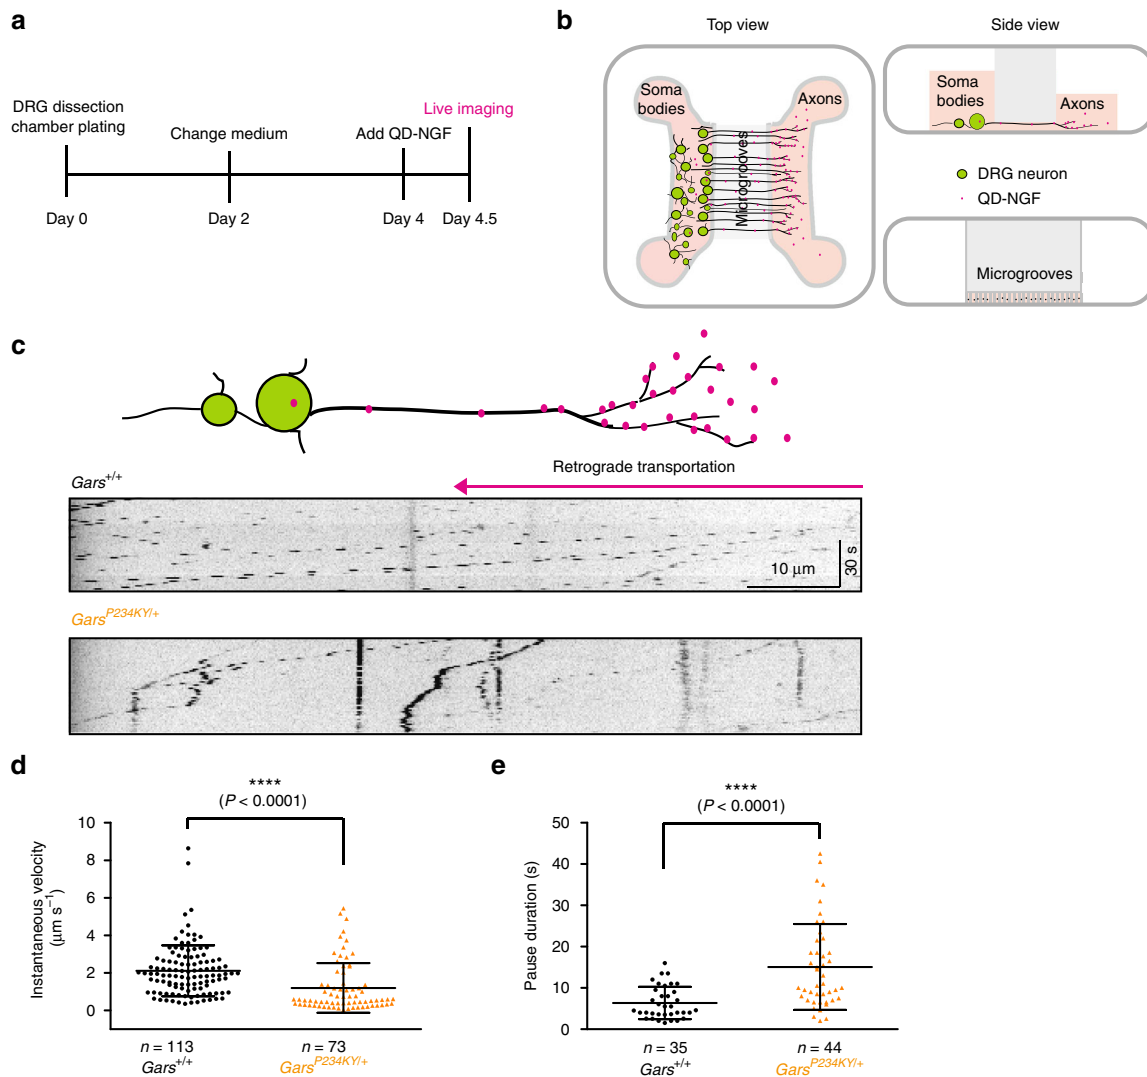 a
DRG dissection
chamber plating
Change medium
Add QD-NGF
Live imaging
Day 0
Day 2
Day 4
Day 4.5
b
Top view
Side view
Soma
bodies
Axons
Microgrooves
Soma
bodies
Axons
DRG neuron
QD-NGF
Microgrooves
c
Retrograde transportation
Gars+/+
10 μm
30 s
GarsP234KY/+
d
****
(P < 0.0001)
Instantaneous velocity
(μm s−1)
10
8
6
4
2
0
n = 113
n = 73
Gars+/+
GarsP234KY/+
e
****
(P < 0.0001)
Pause duration (s)
50
40
30
20
10
0
n = 35
n = 44
Gars+/+
GarsP234KY/+